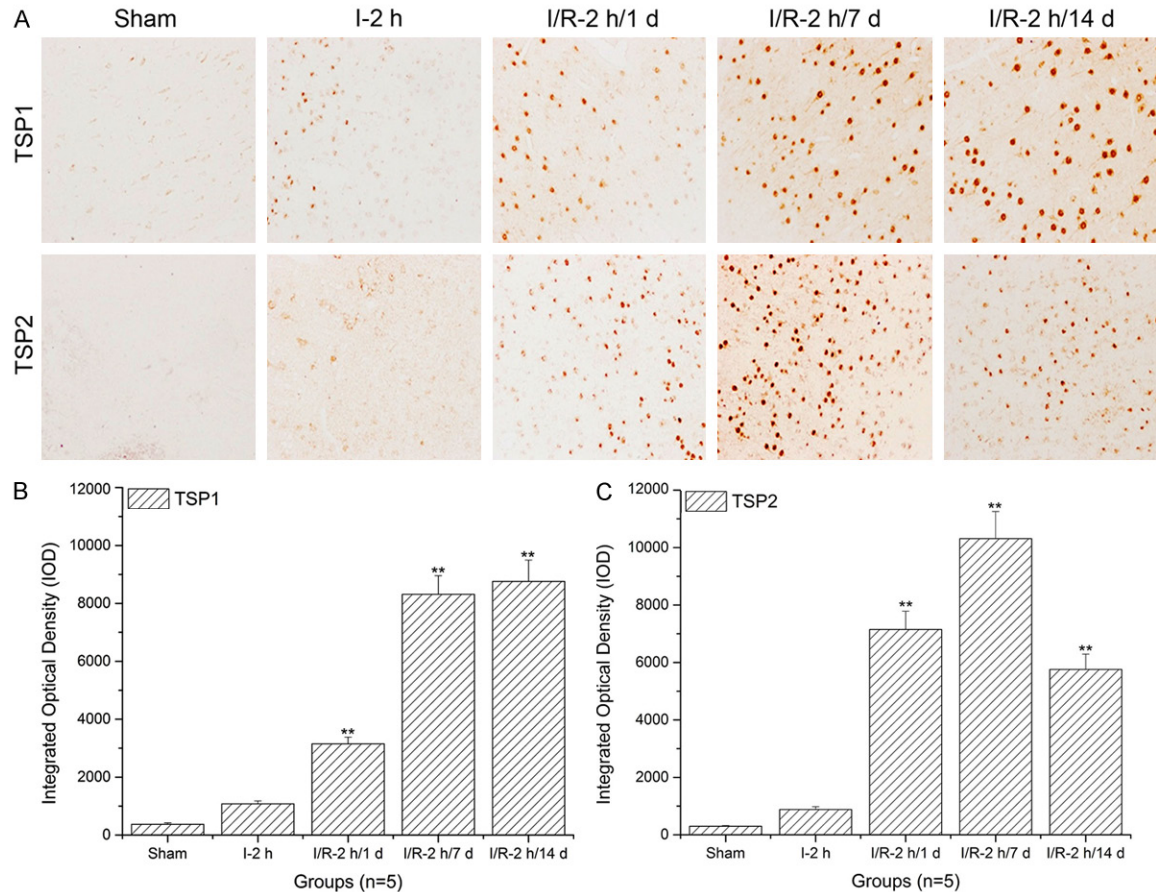 A
Sham
I-2 h
I/R-2 h/1 d
I/R-2 h/7 d
I/R-2 h/14 d
TSP1
TSP2
B
TSP1
Integrated Optical Density (IOD)
12000
10000
8000
6000
4000
2000
0
**
**
**
Sham
I-2 h
I/R-2 h/1 d
I/R-2 h/7 d
I/R-2 h/14 d
Groups (n=5)
C
TSP2
Integrated Optical Density (IOD)
12000
10000
8000
6000
4000
2000
0
**
**
**
Sham
I-2 h
I/R-2 h/1 d
I/R-2 h/7 d
I/R-2 h/14 d
Groups (n=5)